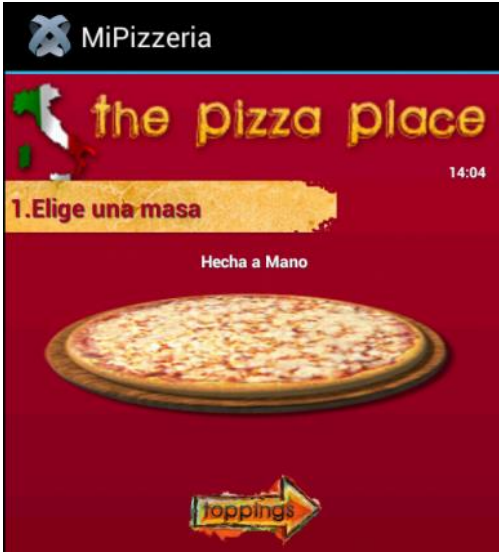 MiPizzeria
the pizza place
14:04
1.Elige una masa
Hecha a Mano
toppings